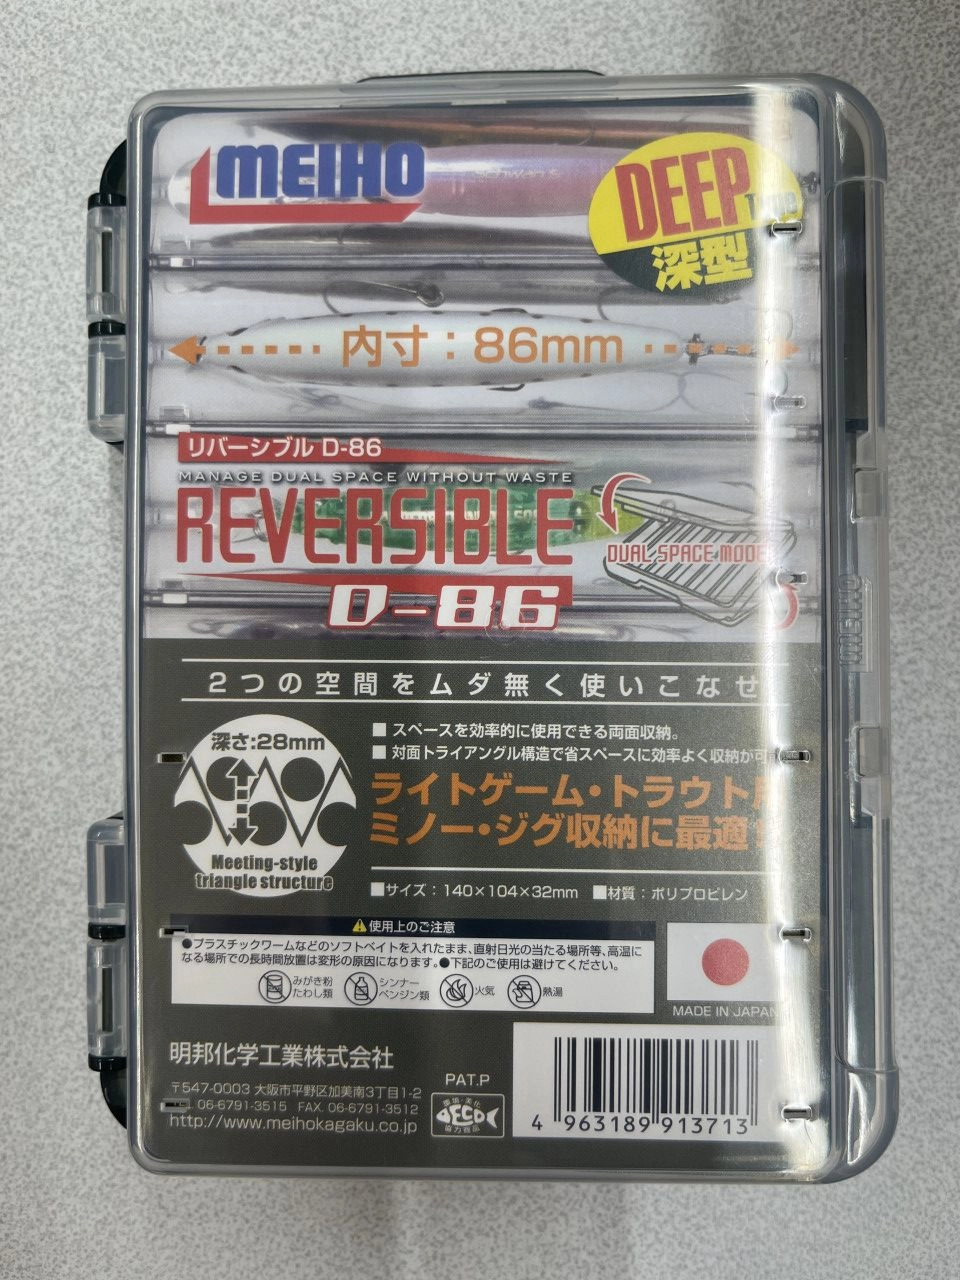 MEIHO
DEEP
深型
内寸：86mm
リバーシブル D-86
MANAGE DUAL SPACE WITHOUT WASTE
REVERSIBLE
D-86
DUAL SPACE MODE
MEIHO
2つの空間をムダ無く使いこなせ
深さ:28mm
Meeting-style
triangle structure
■スペースを効率的に使用できる両面収納。
■対面トライアングル構造で省スペースに効率よく収納が可
ライトゲーム・トラウト用
ミノー・ジグ収納に最適！
■サイズ：140×104×32mm ■材質：ポリプロピレン
⚠使用上のご注意
●プラスチックワームなどのソフトベイトを入れたまま、直射日光の当たる場所等、高温に
なる場所での長時間放置は変形の原因になります。●下記のご使用は避けてください。
みがき粉
たわし類
シンナー
ベンジン類
火気
熱湯
MADE IN JAPAN
明邦化学工業株式会社
〒547-0003 大阪市平野区加美南3丁目1-2
TEL 06-6791-3515 FAX. 06-6791-3512
http://www.meihokagaku.co.jp
PAT.P
環境・美化
DECO
協力商品
4 963189 913713